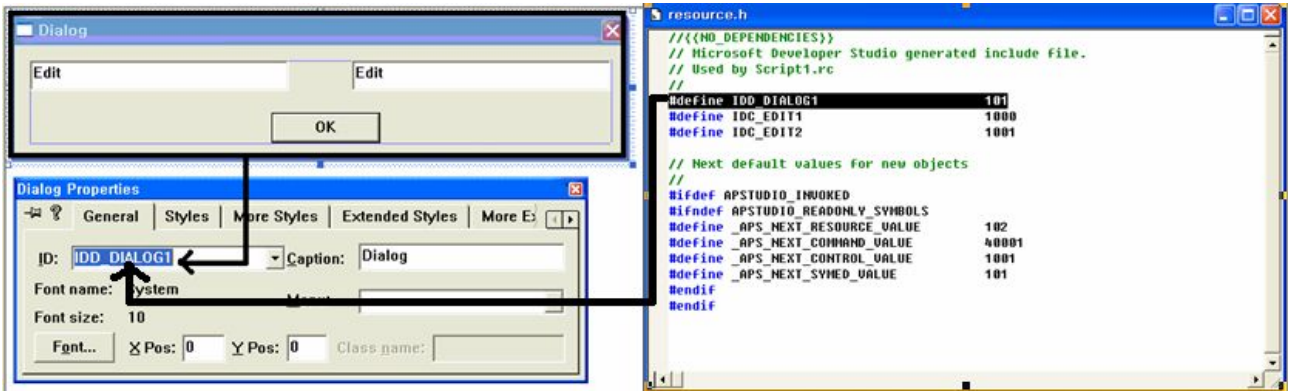 Dialog
Edit Edit
OK
Dialog Properties
General Styles More Styles Extended Styles More E
ID: IDD_DIALOG1 Caption: Dialog
Font name: System
Font size: 10
Font... X Pos: 0 Y Pos: 0 Class name:
resource.h
//{{NO_DEPENDENCIES}}
// Microsoft Developer Studio generated include file.
// Used by Script1.rc
//
#define IDD_DIALOG1 101
#define IDC_EDIT1 1000
#define IDC_EDIT2 1001
// Next default values for new objects
//
#ifdef APSTUDIO_INVOKED
#ifndef APSTUDIO_READONLY_SYMBOLS
#define _APS_NEXT_RESOURCE_VALUE 102
#define _APS_NEXT_COMMAND_VALUE 40001
#define _APS_NEXT_CONTROL_VALUE 1001
#define _APS_NEXT_SYMED_VALUE 101
#endif
#endif